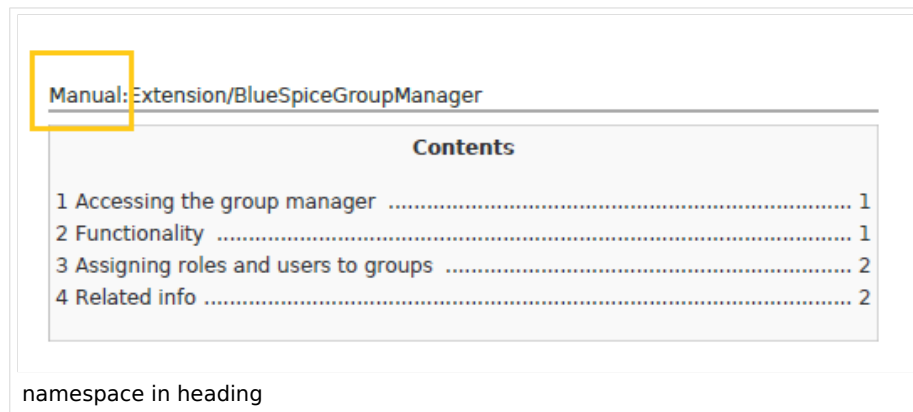 Manual:Extension/BlueSpiceGroupManager
Contents
1 Accessing the group manager ........................................................................................ 1
2 Functionality ........................................................................................................................ 1
3 Assigning roles and users to groups ............................................................................. 2
4 Related info .......................................................................................................................... 2
namespace in heading